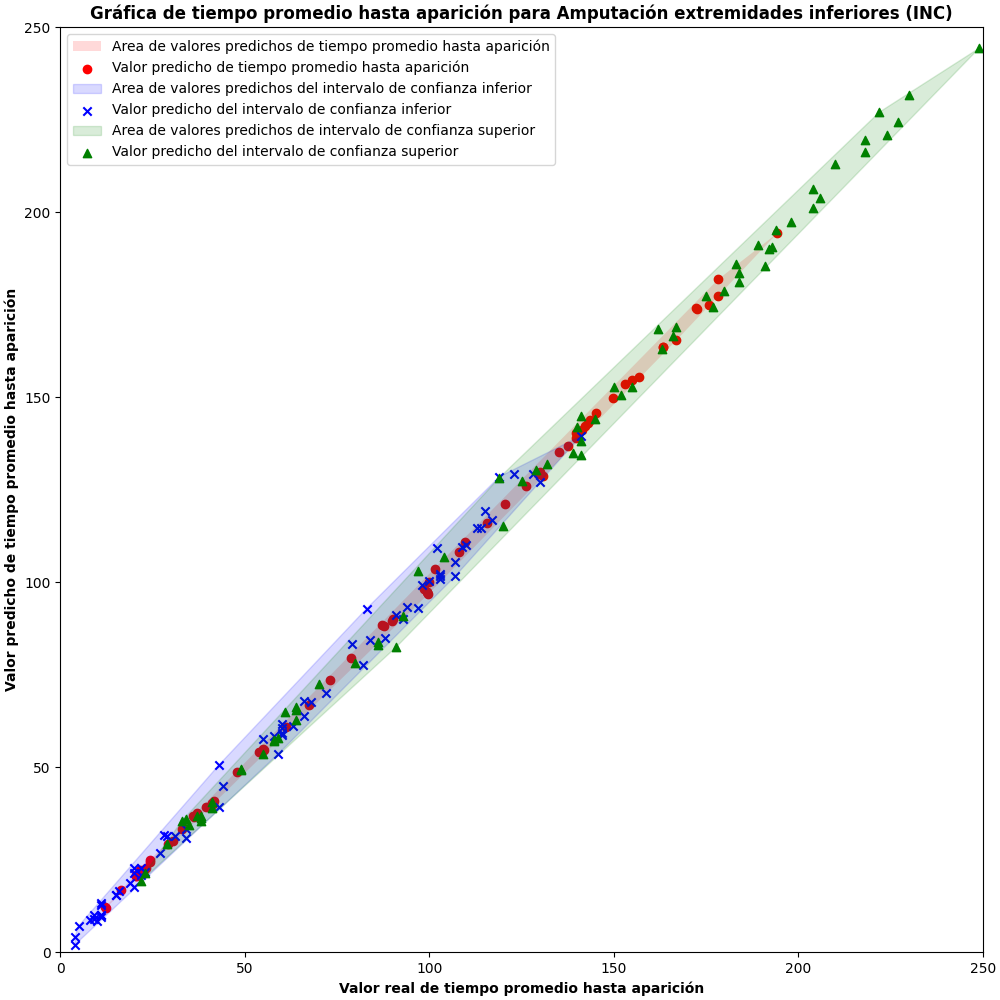 Gráfica de tiempo promedio hasta aparición para Amputación extremidades inferiores (INC)
250
Area de valores predichos de tiempo promedio hasta aparición
Valor predicho de tiempo promedio hasta aparición
Area de valores predichos del intervalo de confianza inferior
Valor predicho del intervalo de confianza inferior
Area de valores predichos de intervalo de confianza superior
Valor predicho del intervalo de confianza superior
200
150
100
50
0
Valor predicho de tiempo promedio hasta aparición
0 50 100 150 200 250
Valor real de tiempo promedio hasta aparición